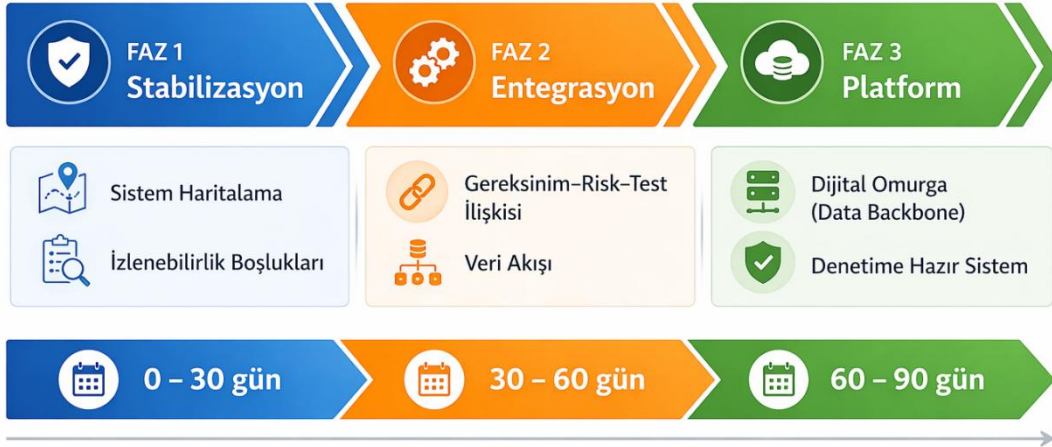 FAZ 1
Stabilizasyon
FAZ 2
Entegrasyon
FAZ 3
Platform
Sistem Haritalama
İzlenebilirlik Boşlukları
Gereksinim–Risk–Test
İlişkisi
Veri Akışı
Dijital Omurga
(Data Backbone)
Denetime Hazır Sistem
0 – 30 gün
30 – 60 gün
60 – 90 gün